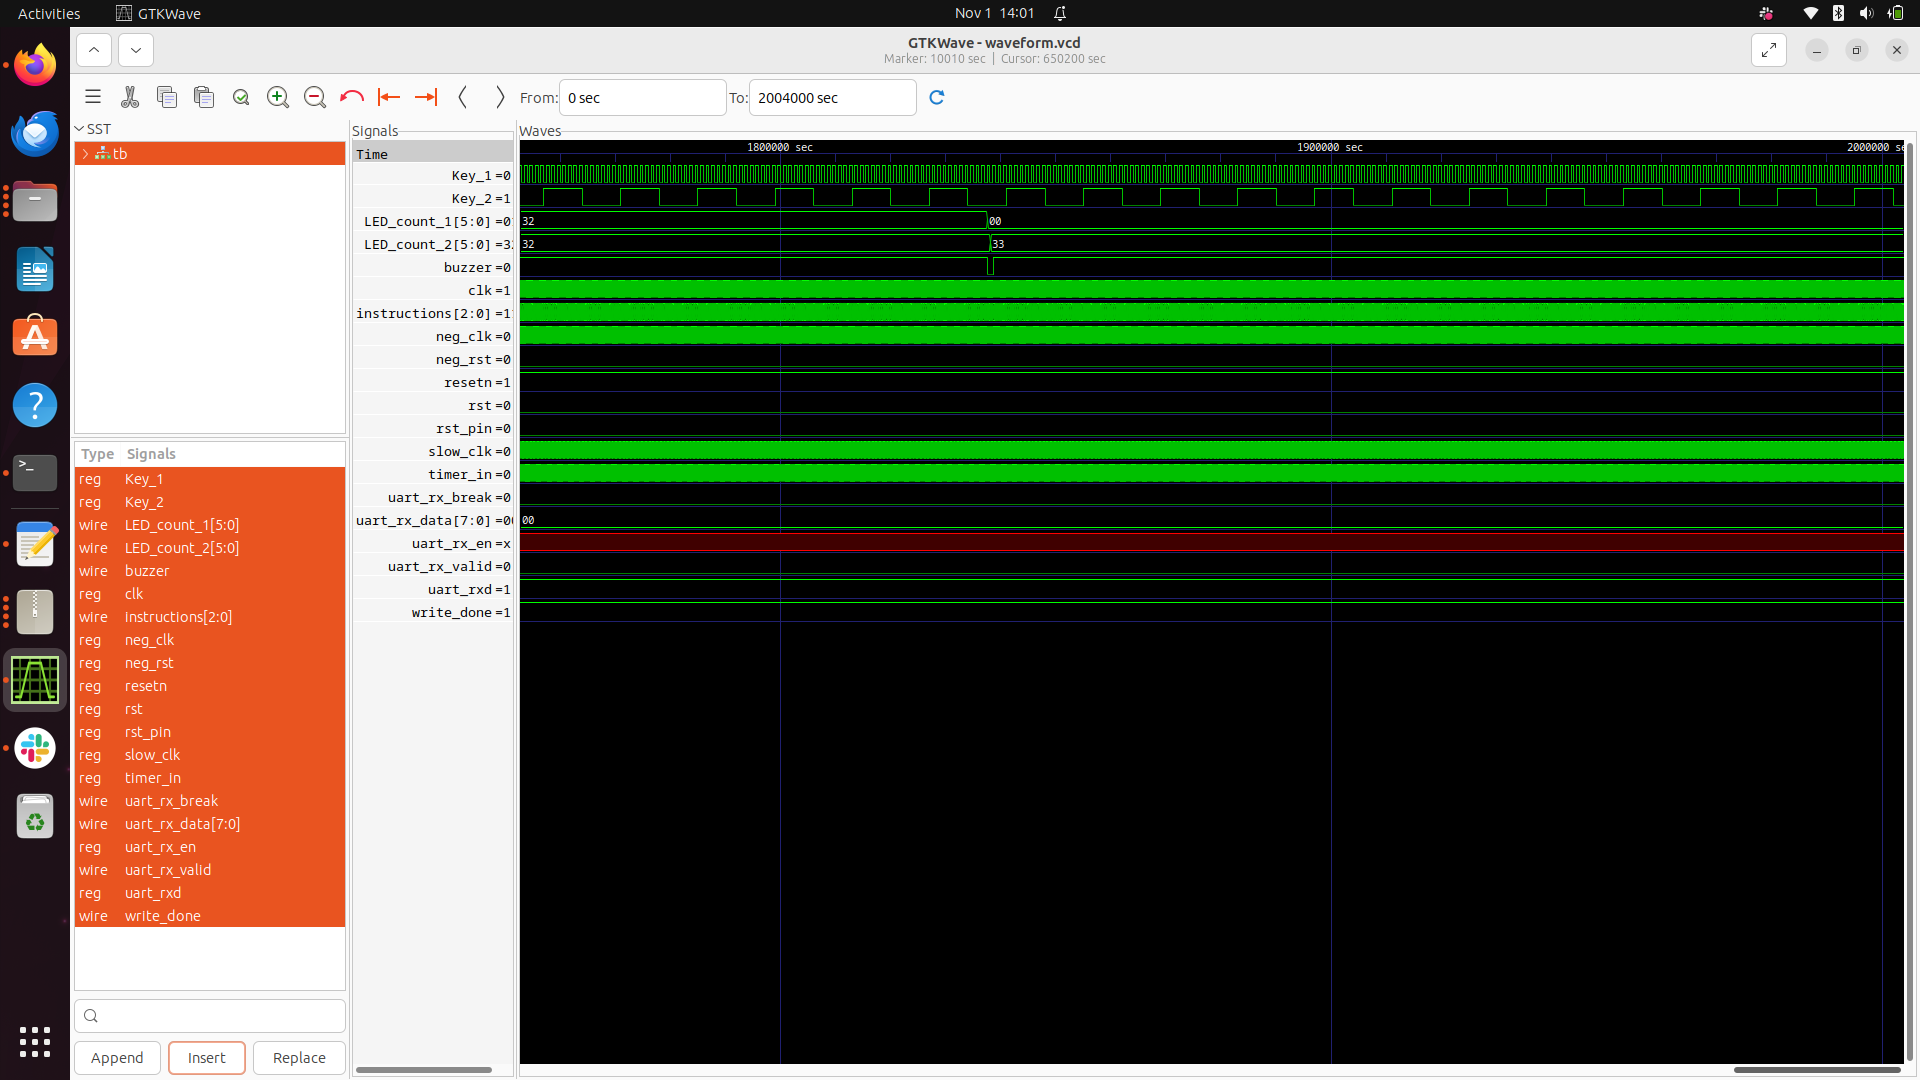 Activities
GTKWave
Nov 1 14:01
GTKWave - waveform.vcd
Marker: 10010 sec | Cursor: 650200 sec
From:
0 sec
To:
2004000 sec
SST
tb
Type Signals
reg Key_1
reg Key_2
wire LED_count_1[5:0]
wire LED_count_2[5:0]
wire buzzer
reg clk
wire instructions[2:0]
reg neg_clk
reg neg_rst
reg resetn
reg rst
reg rst_pin
reg slow_clk
reg timer_in
wire uart_rx_break
wire uart_rx_data[7:0]
reg uart_rx_en
wire uart_rx_valid
reg uart_rxd
wire write_done
Append
Insert
Replace
Signals
Time
Key_1 =0
Key_2 =1
LED_count_1[5:0] =0
LED_count_2[5:0] =3
buzzer =0
clk =1
instructions[2:0] =1
neg_clk =0
neg_rst =0
resetn =1
rst =0
rst_pin =0
slow_clk =0
timer_in =0
uart_rx_break =0
uart_rx_data[7:0] =0
uart_rx_en =x
uart_rx_valid =0
uart_rxd =1
write_done =1
Waves
1800000 sec
1900000 sec
2000000 se
32
00
32
33
00